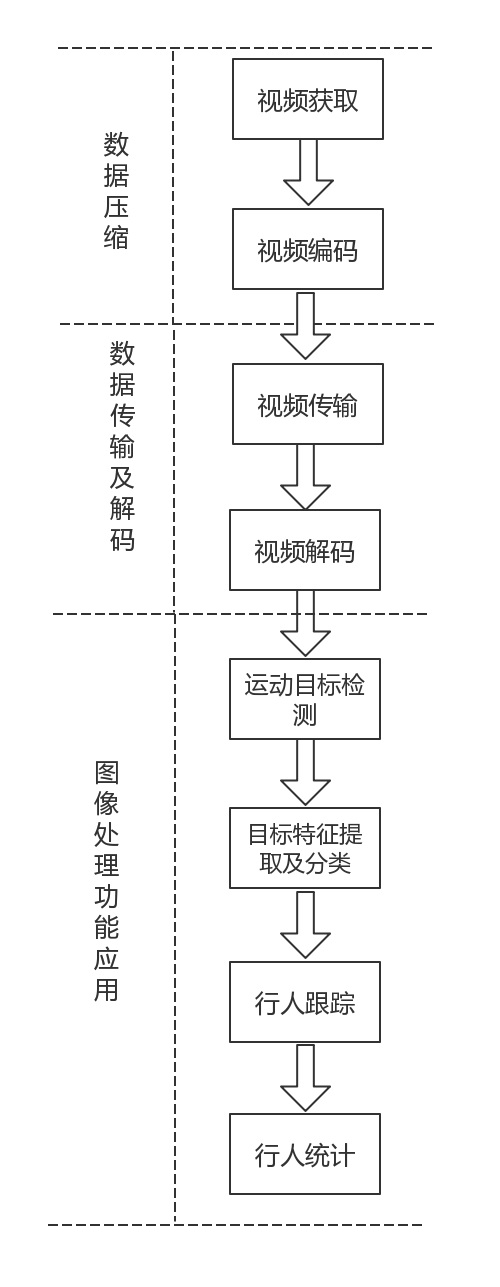 数据压缩
视频获取
视频编码
数据传输及解码
视频传输
视频解码
图像处理功能应用
运动目标检
测
目标特征提
取及分类
行人跟踪
行人统计